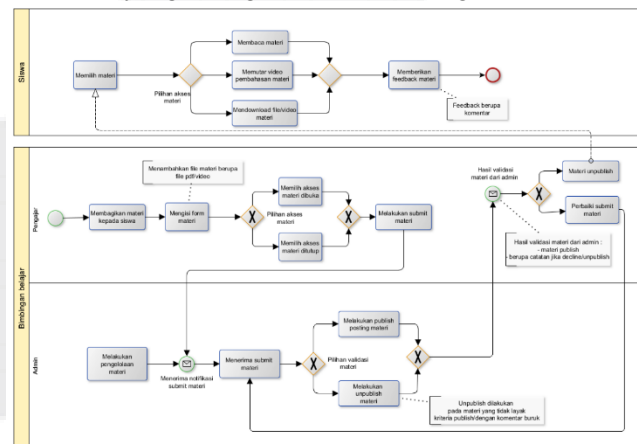 Siswa
Memilih materi
Pilihan akses
materi
Membaca materi
Memutar video
pembahasan materi
Mendownload file/video
materi
Memberikan
feedback materi
Feedback berupa
komentar
Bimbingan belajar
Pengajar
Membagikan materi
kepada siswa
Menambahkan file materi berupa
file pdf/video
Mengisi form
materi
Pilihan akses
materi
Memilih akses
materi dibuka
Memilih akses
materi ditutup
Melakukan submit
materi
Hasil validasi
materi dari admin
Materi unpublish
Perbaiki submit
materi
Hasil validasi materi dari admin :
- materi publish
- berupa catatan jika decline/unpublish
Admin
Melakukan
pengelolaan
materi
Menerima notifikasi
submit materi
Menerima submit
materi
Pilihan validasi
materi
Melakukan publish
posting materi
Melakukan
unpublish
materi
Unpublish dilakukan
pada materi yang tidak layak
kriteria publish/dengan komentar buruk